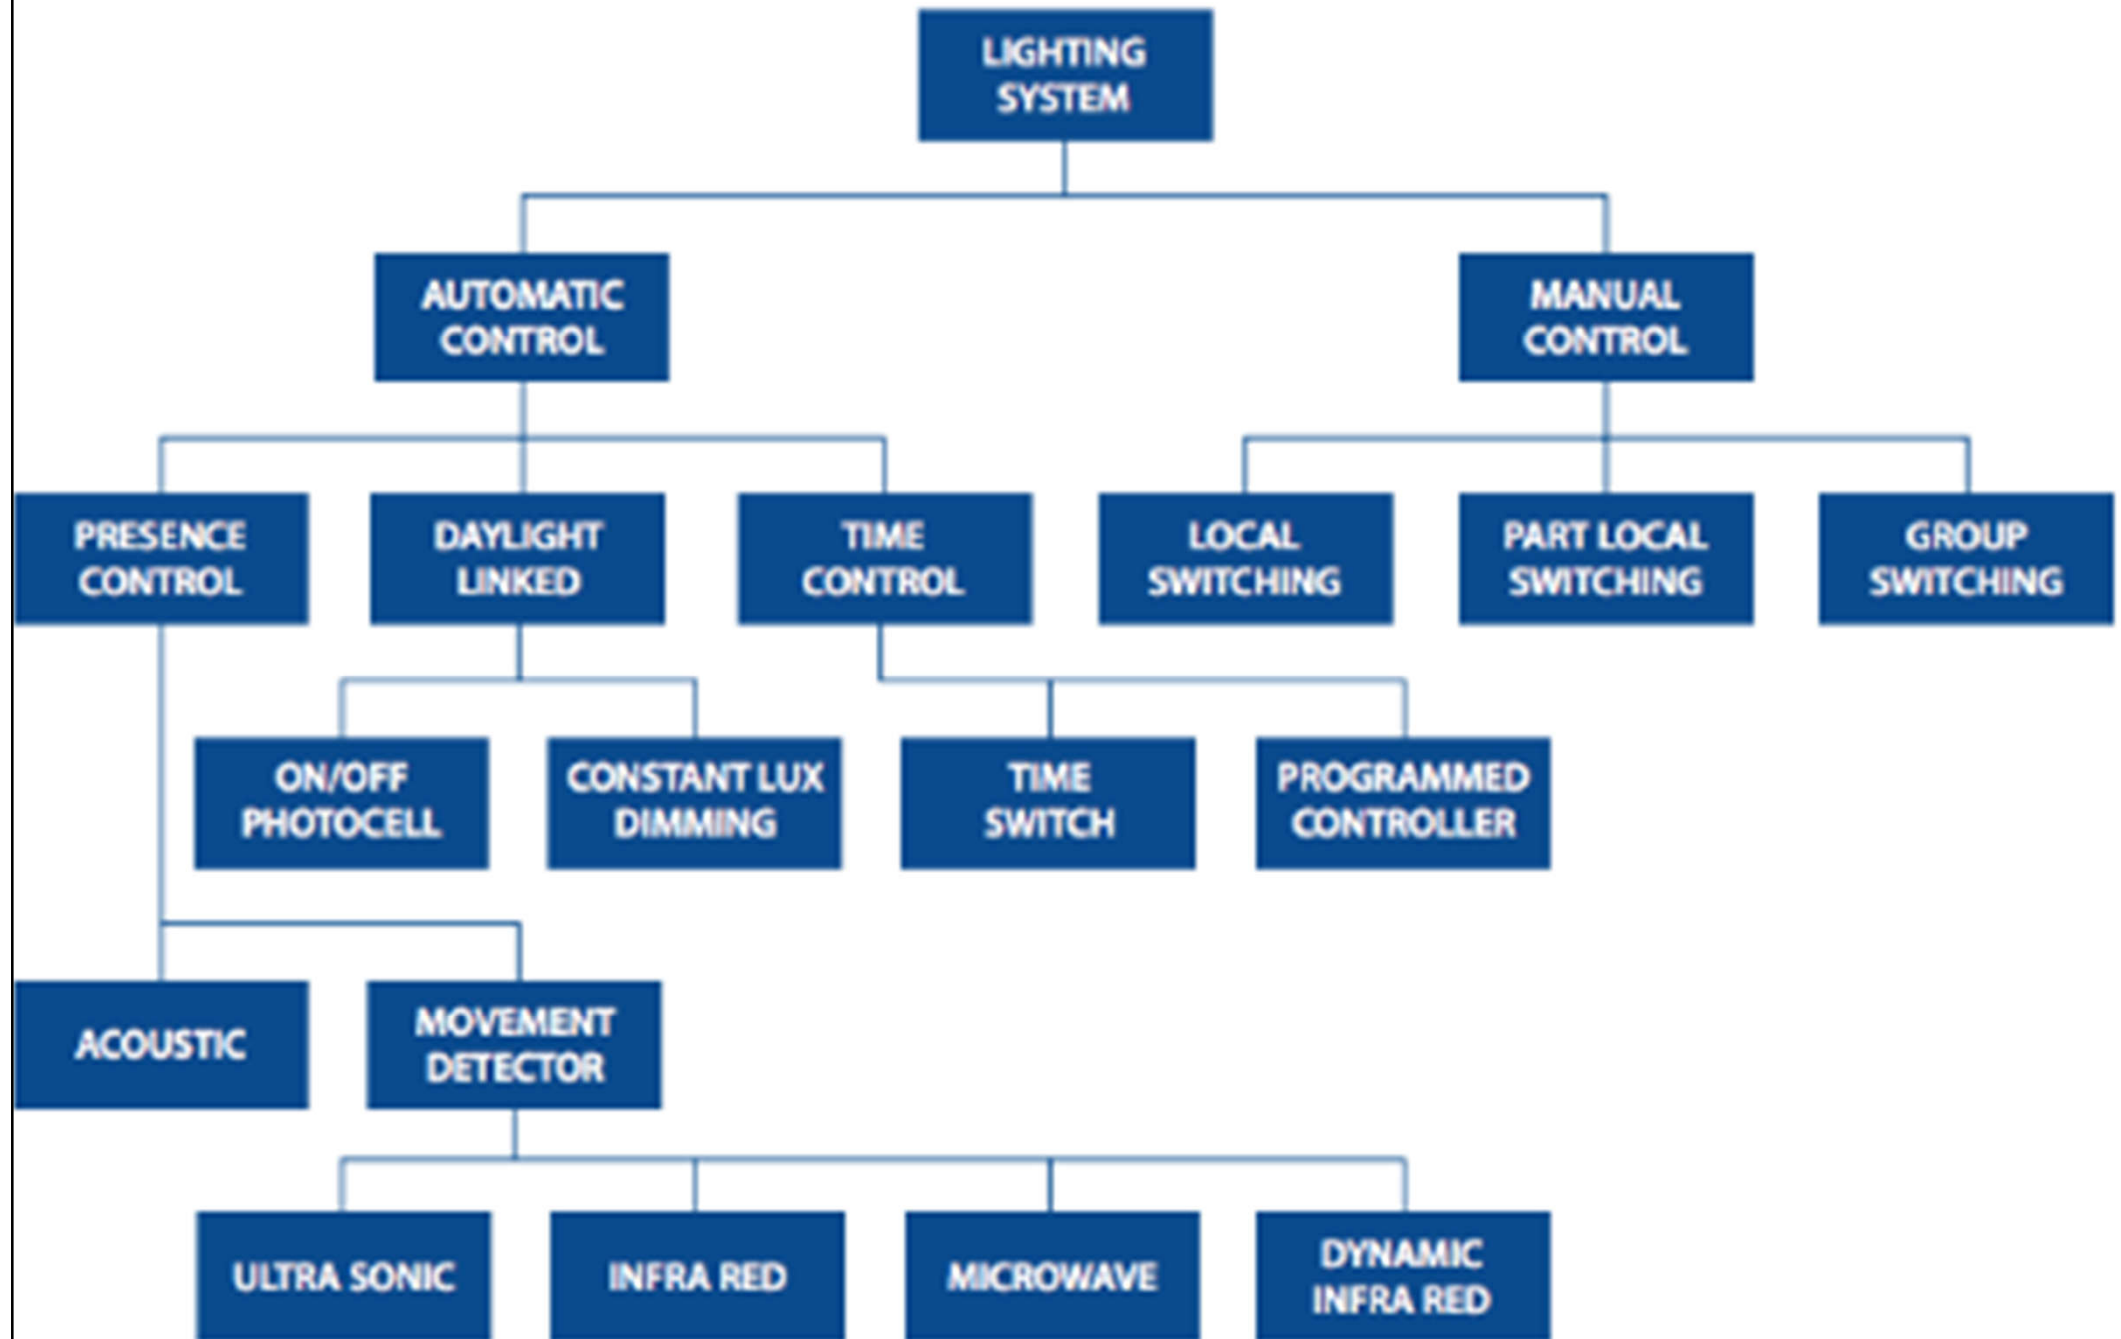 LIGHTING
SYSTEM
AUTOMATIC
CONTROL
MANUAL
CONTROL
PRESENCE
CONTROL
DAYLIGHT
LINKED
TIME
CONTROL
LOCAL
SWITCHING
PART LOCAL
SWITCHING
GROUP
SWITCHING
ON/OFF
PHOTOCELL
CONSTANT LUX
DIMMING
TIME
SWITCH
PROGRAMMED
CONTROLLER
ACOUSTIC
MOVEMENT
DETECTOR
ULTRA SONIC
INFRA RED
MICROWAVE
DYNAMIC
INFRA RED